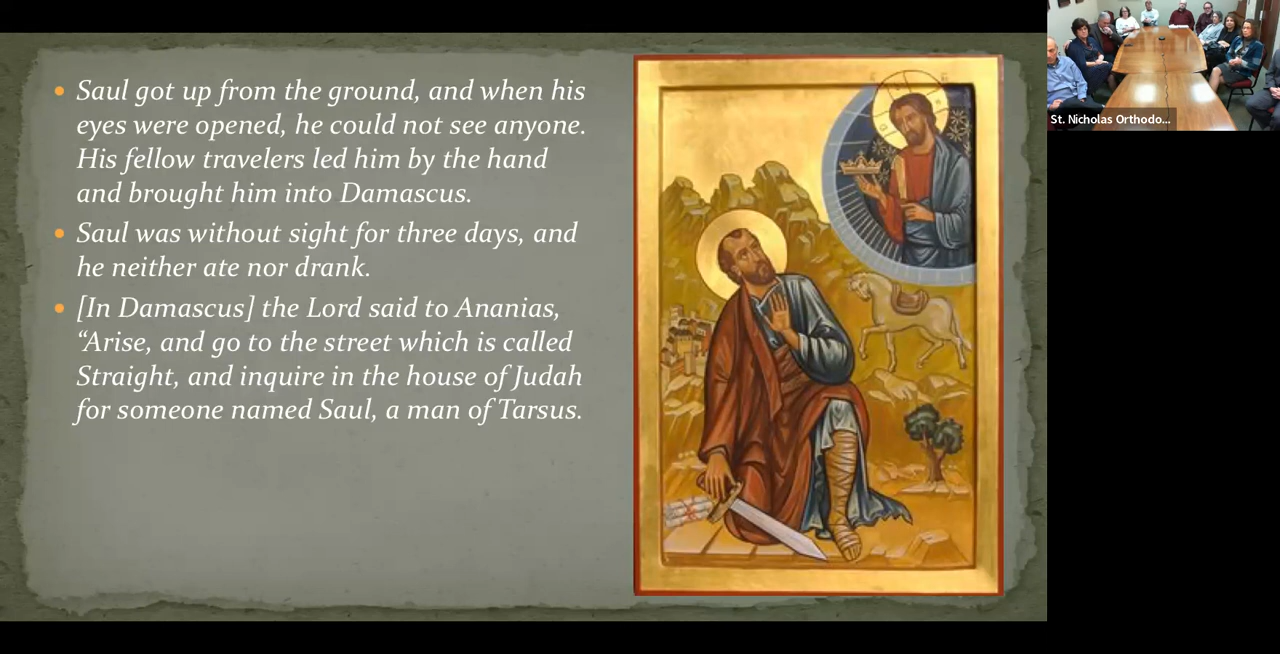 Saul got up from the ground, and when his
eyes were opened, he could not see anyone.
His fellow travelers led him by the hand
and brought him into Damascus.
Saul was without sight for three days, and
he neither ate nor drank.
[In Damascus] the Lord said to Ananias,
“Arise, and go to the street which is called
Straight, and inquire in the house of Judah
for someone named Saul, a man of Tarsus.
St. Nicholas Orthodo...